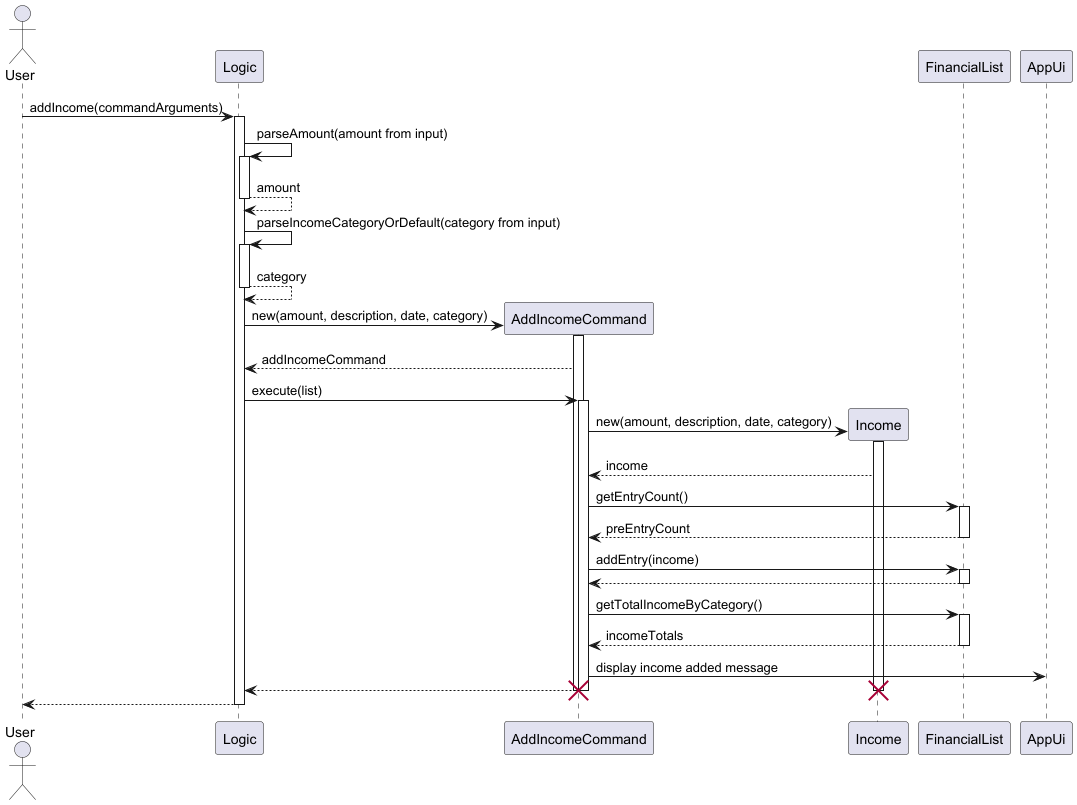 User
Logic
FinancialList
AppUi
addIncome(commandArguments)
parseAmount(amount from input)
amount
parseIncomeCategoryOrDefault(category from input)
category
new(amount, description, date, category)
AddIncomeCommand
addIncomeCommand
execute(list)
new(amount, description, date, category)
Income
income
getEntryCount()
preEntryCount
addEntry(income)
getTotalIncomeByCategory()
incomeTotals
display income added message
User
Logic
AddIncomeCommand
Income
FinancialList
AppUi